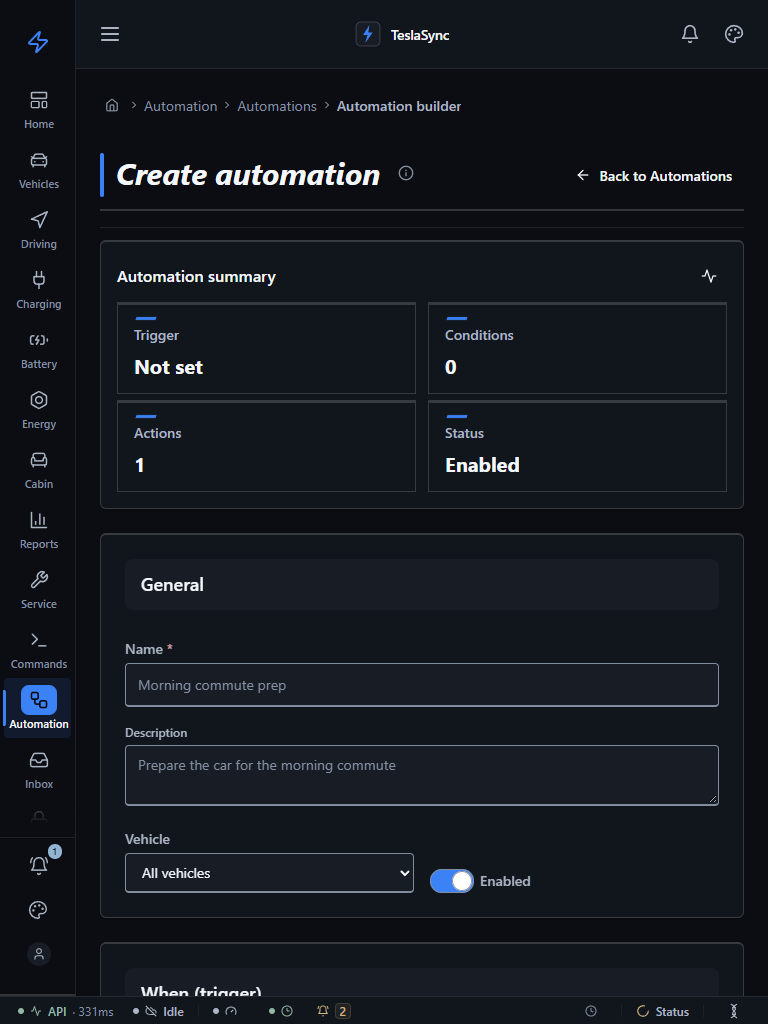 TeslaSync
Home
Vehicles
Driving
Charging
Battery
Energy
Cabin
Reports
Service
Commands
Automation
Inbox
1
Automation
Automations
Automation builder
Create automation
Back to Automations
Automation summary
Trigger
Not set
Conditions
0
Actions
1
Status
Enabled
General
Name *
Morning commute prep
Description
Prepare the car for the morning commute
Vehicle
All vehicles
Enabled
When (trigger)
API · 331ms
Idle
2
Status